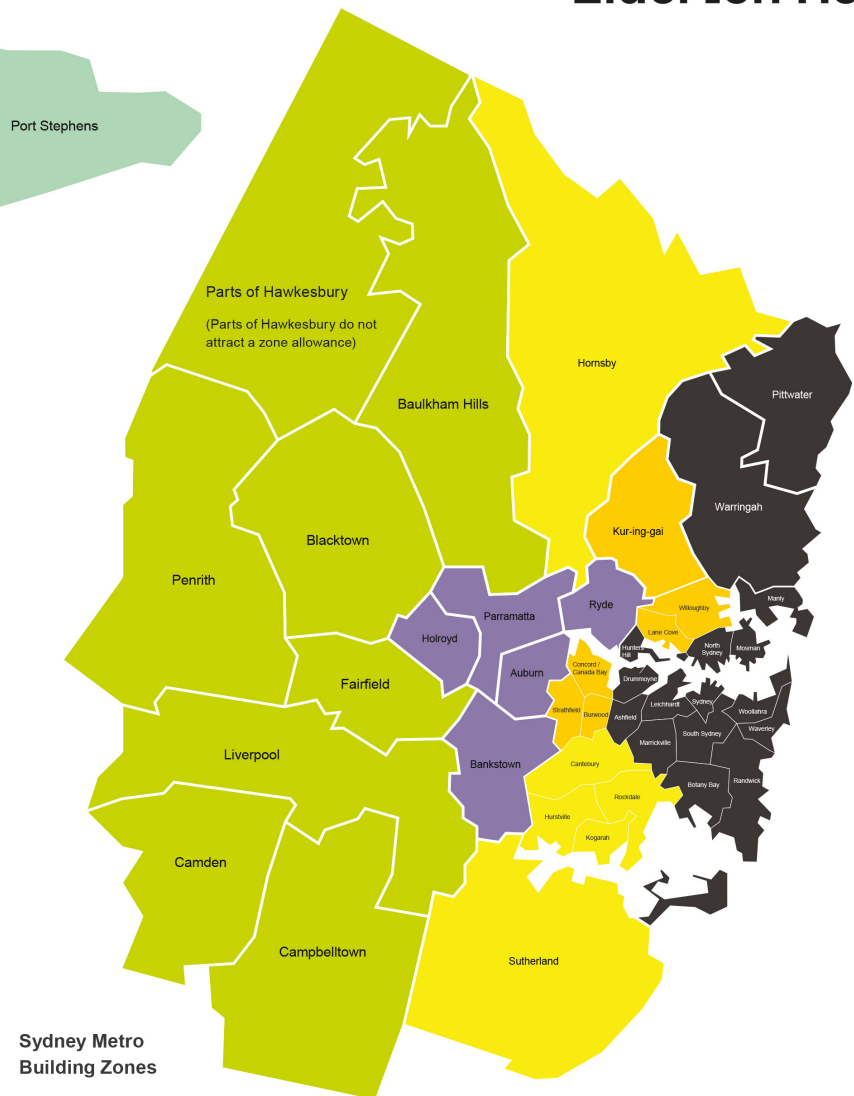 Port Stephens
Parts of Hawkesbury
(Parts of Hawkesbury do not
attract a zone allowance)
Baulkham Hills
Hornsby
Pittwater
Warringah
Kur-ing-gai
Blacktown
Penrith
Parramatta
Ryde
Willoughby
Manly
Holroyd
Lane Cove
Hunters
Hill
North
Sydney
Mosman
Auburn
Concord /
Canada Bay
Fairfield
Drummoyne
Strathfield
Burwood
Ashfield
Leichhardt
Sydney
Woollahra
Waverley
Liverpool
Bankstown
Marrickville
South Sydney
Cantebury
Botany Bay
Randwick
Rockdale
Hurstville
Kogarah
Camden
Campbelltown
Sutherland
Sydney Metro
Building Zones